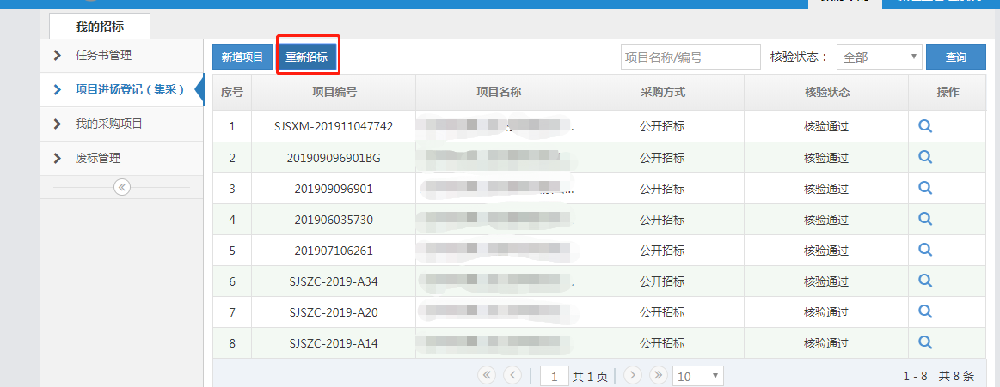 我的招标
任务书管理
项目进场登记（集采）
我的采购项目
废标管理
新增项目 重新招标 项目名称/编号 核验状态： 全部 查询
序号 项目编号 项目名称 采购方式 核验状态 操作
1 SJSXM-201911047742 公开招标 核验通过
2 201909096901BG 公开招标 核验通过
3 201909096901 公开招标 核验通过
4 201906035730 公开招标 核验通过
5 201907106261 公开招标 核验通过
6 SJSZC-2019-A34 公开招标 核验通过
7 SJSZC-2019-A20 公开招标 核验通过
8 SJSZC-2019-A14 公开招标 核验通过
1 共 1 页 10 1 - 8 共 8 条